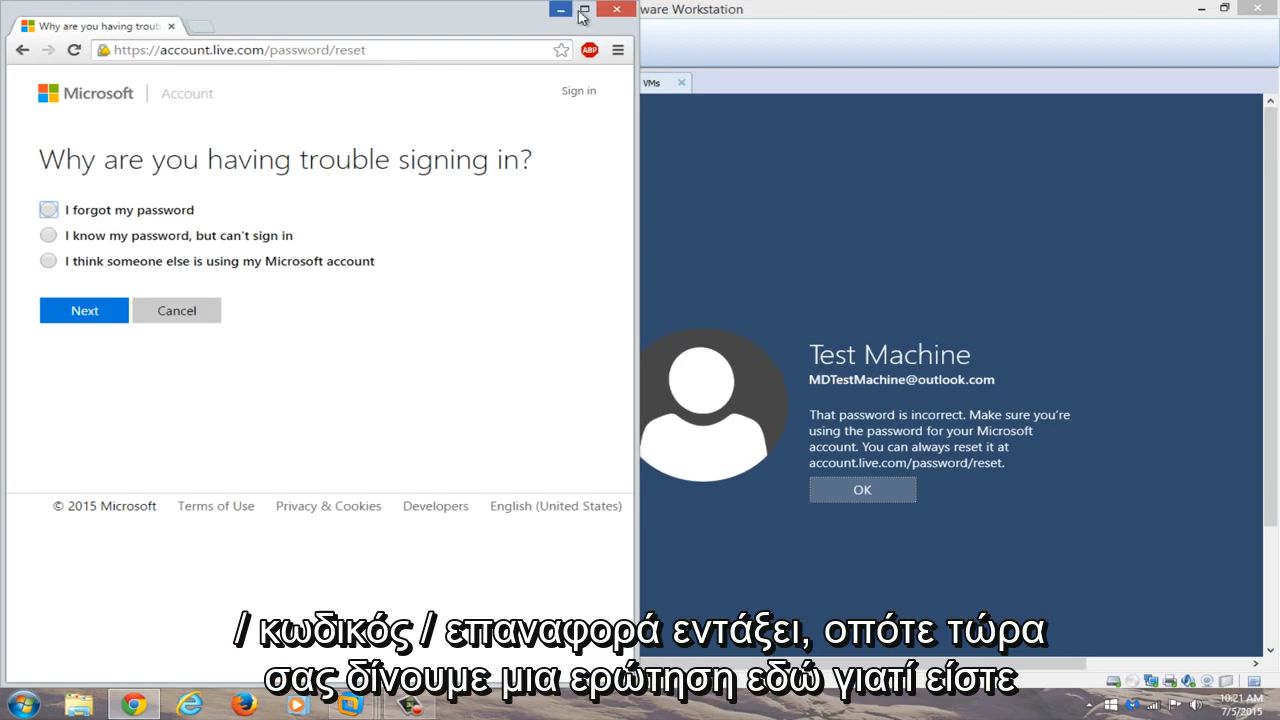 Why are you having troub
ware Workstation
https://account.live.com/password/reset
ABP
VMs
Microsoft
Account
Sign in
Why are you having trouble signing in?
I forgot my password
I know my password, but can't sign in
I think someone else is using my Microsoft account
Next
Cancel
Test Machine
MDTestMachine@outlook.com
That password is incorrect. Make sure you're
using the password for your Microsoft
account. You can always reset it at
account.live.com/password/reset.
OK
© 2015 Microsoft
Terms of Use
Privacy & Cookies
Developers
English (United States)
/ κωδικός / επαναφορά εντάξει, οπότε τώρα
σας δίνουμε μια ερώτηση εδώ γιατί είστε
10:21 AM
7/5/2015